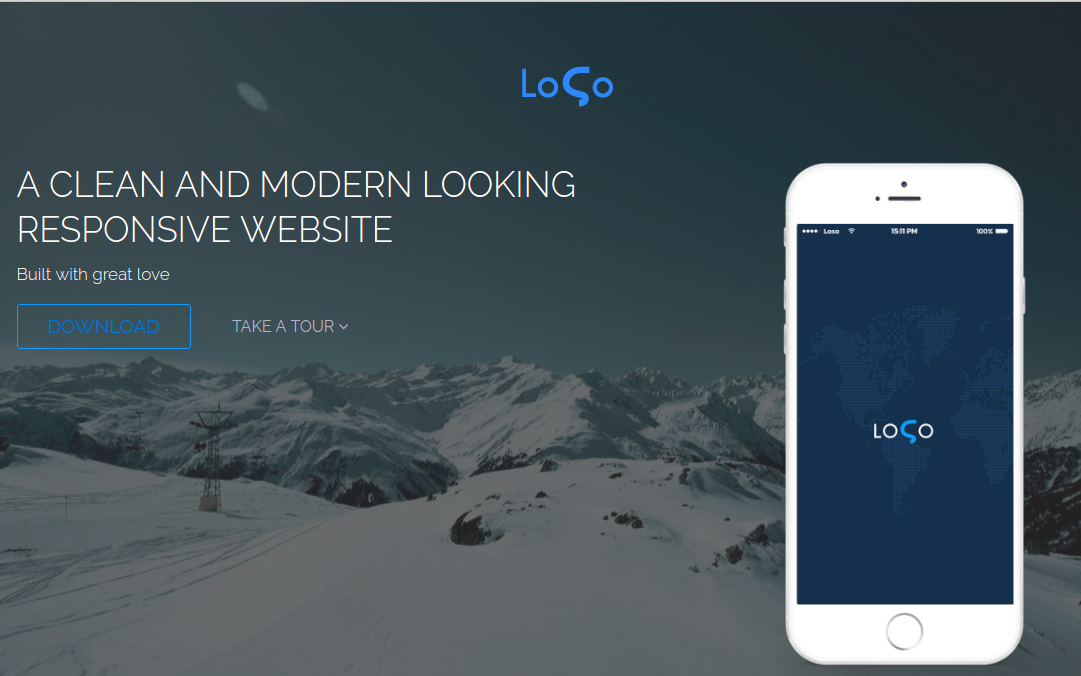 LoSo
A CLEAN AND MODERN LOOKING
RESPONSIVE WEBSITE
Built with great love
DOWNLOAD
TAKE A TOUR
Loso
15:11 PM
100%
LOSO